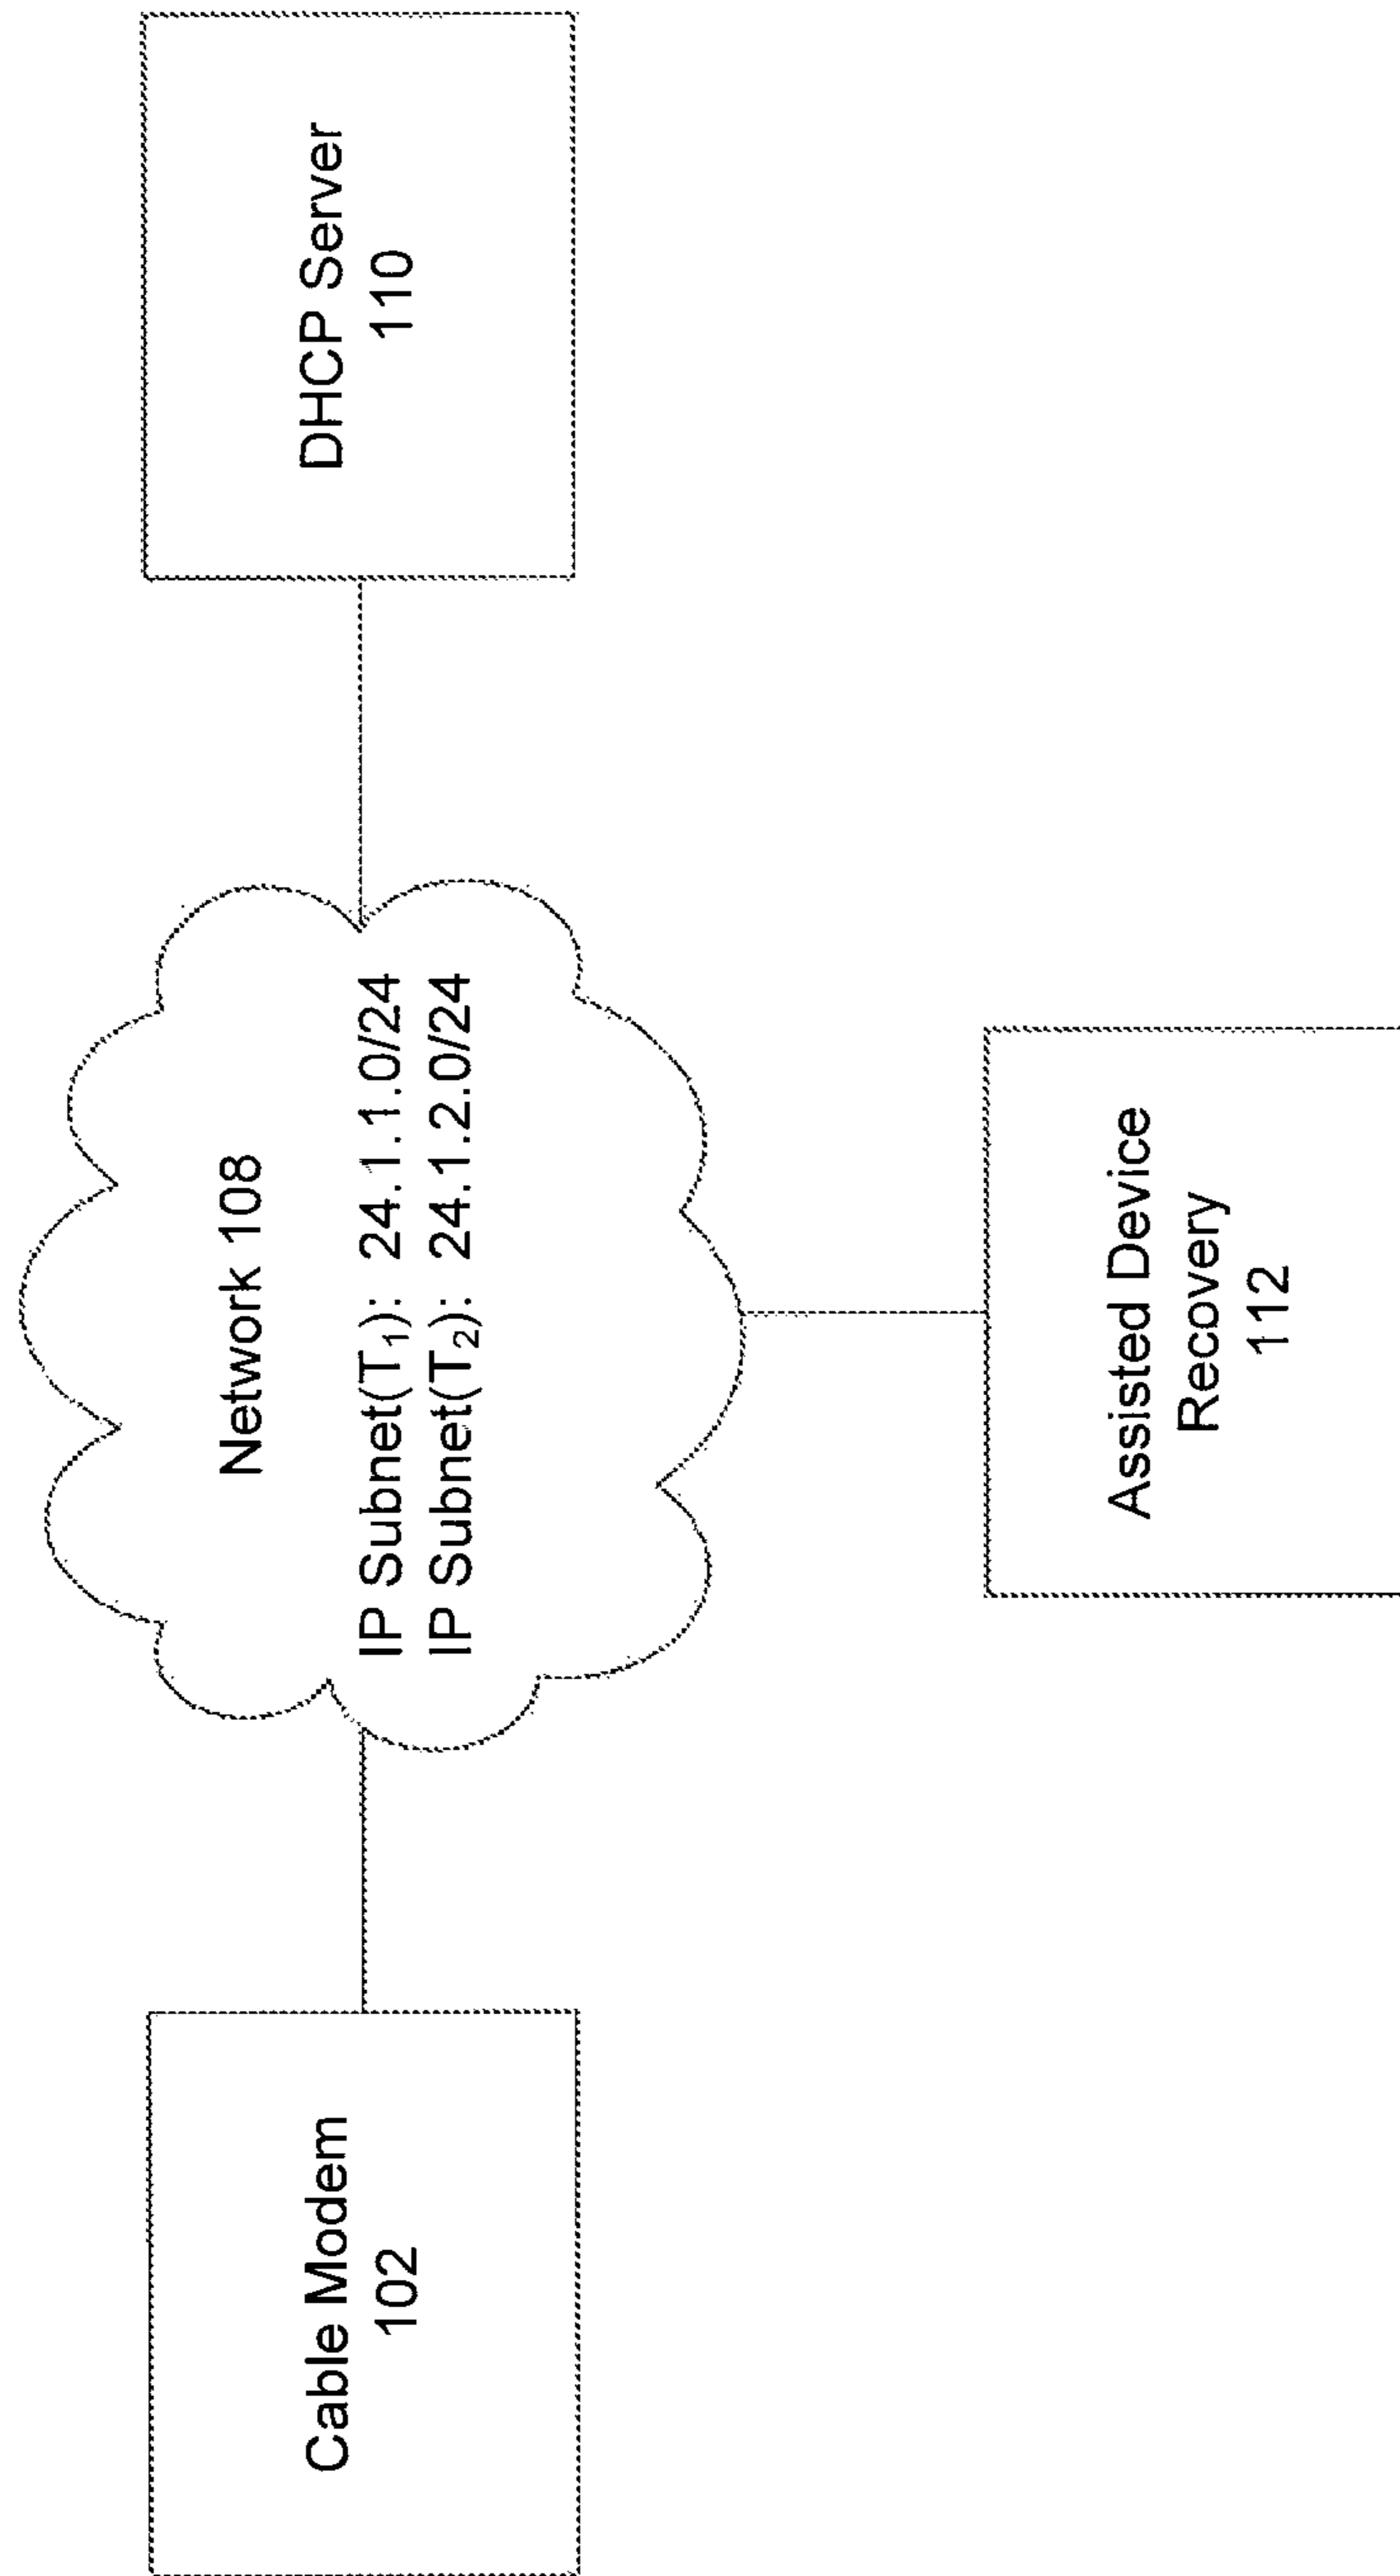 Cable Modem
102
Network 108
IP Subnet(T₁): 24.1.1.0/24
IP Subnet(T₂): 24.1.2.0/24
DHCP Server
110
Assisted Device
Recovery
112